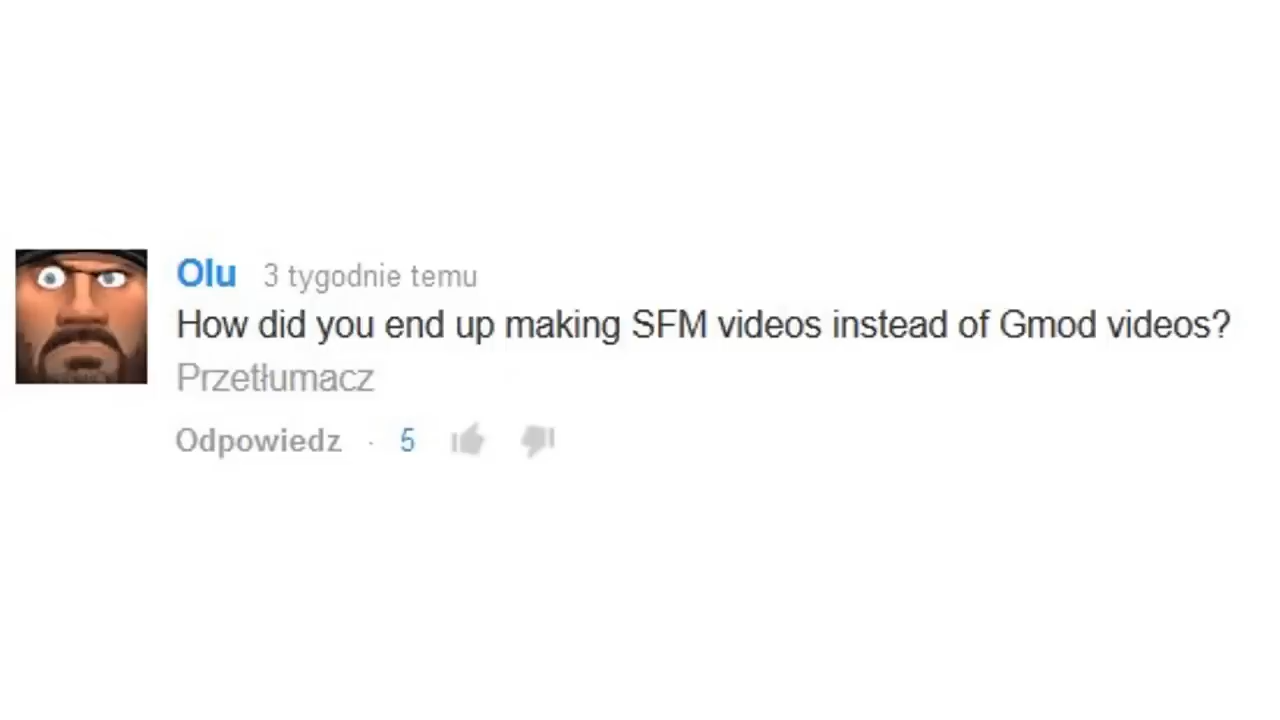 Olu 3 tygodnie temu
How did you end up making SFM videos instead of Gmod videos?
Przetłumacz
Odpowiedz · 5